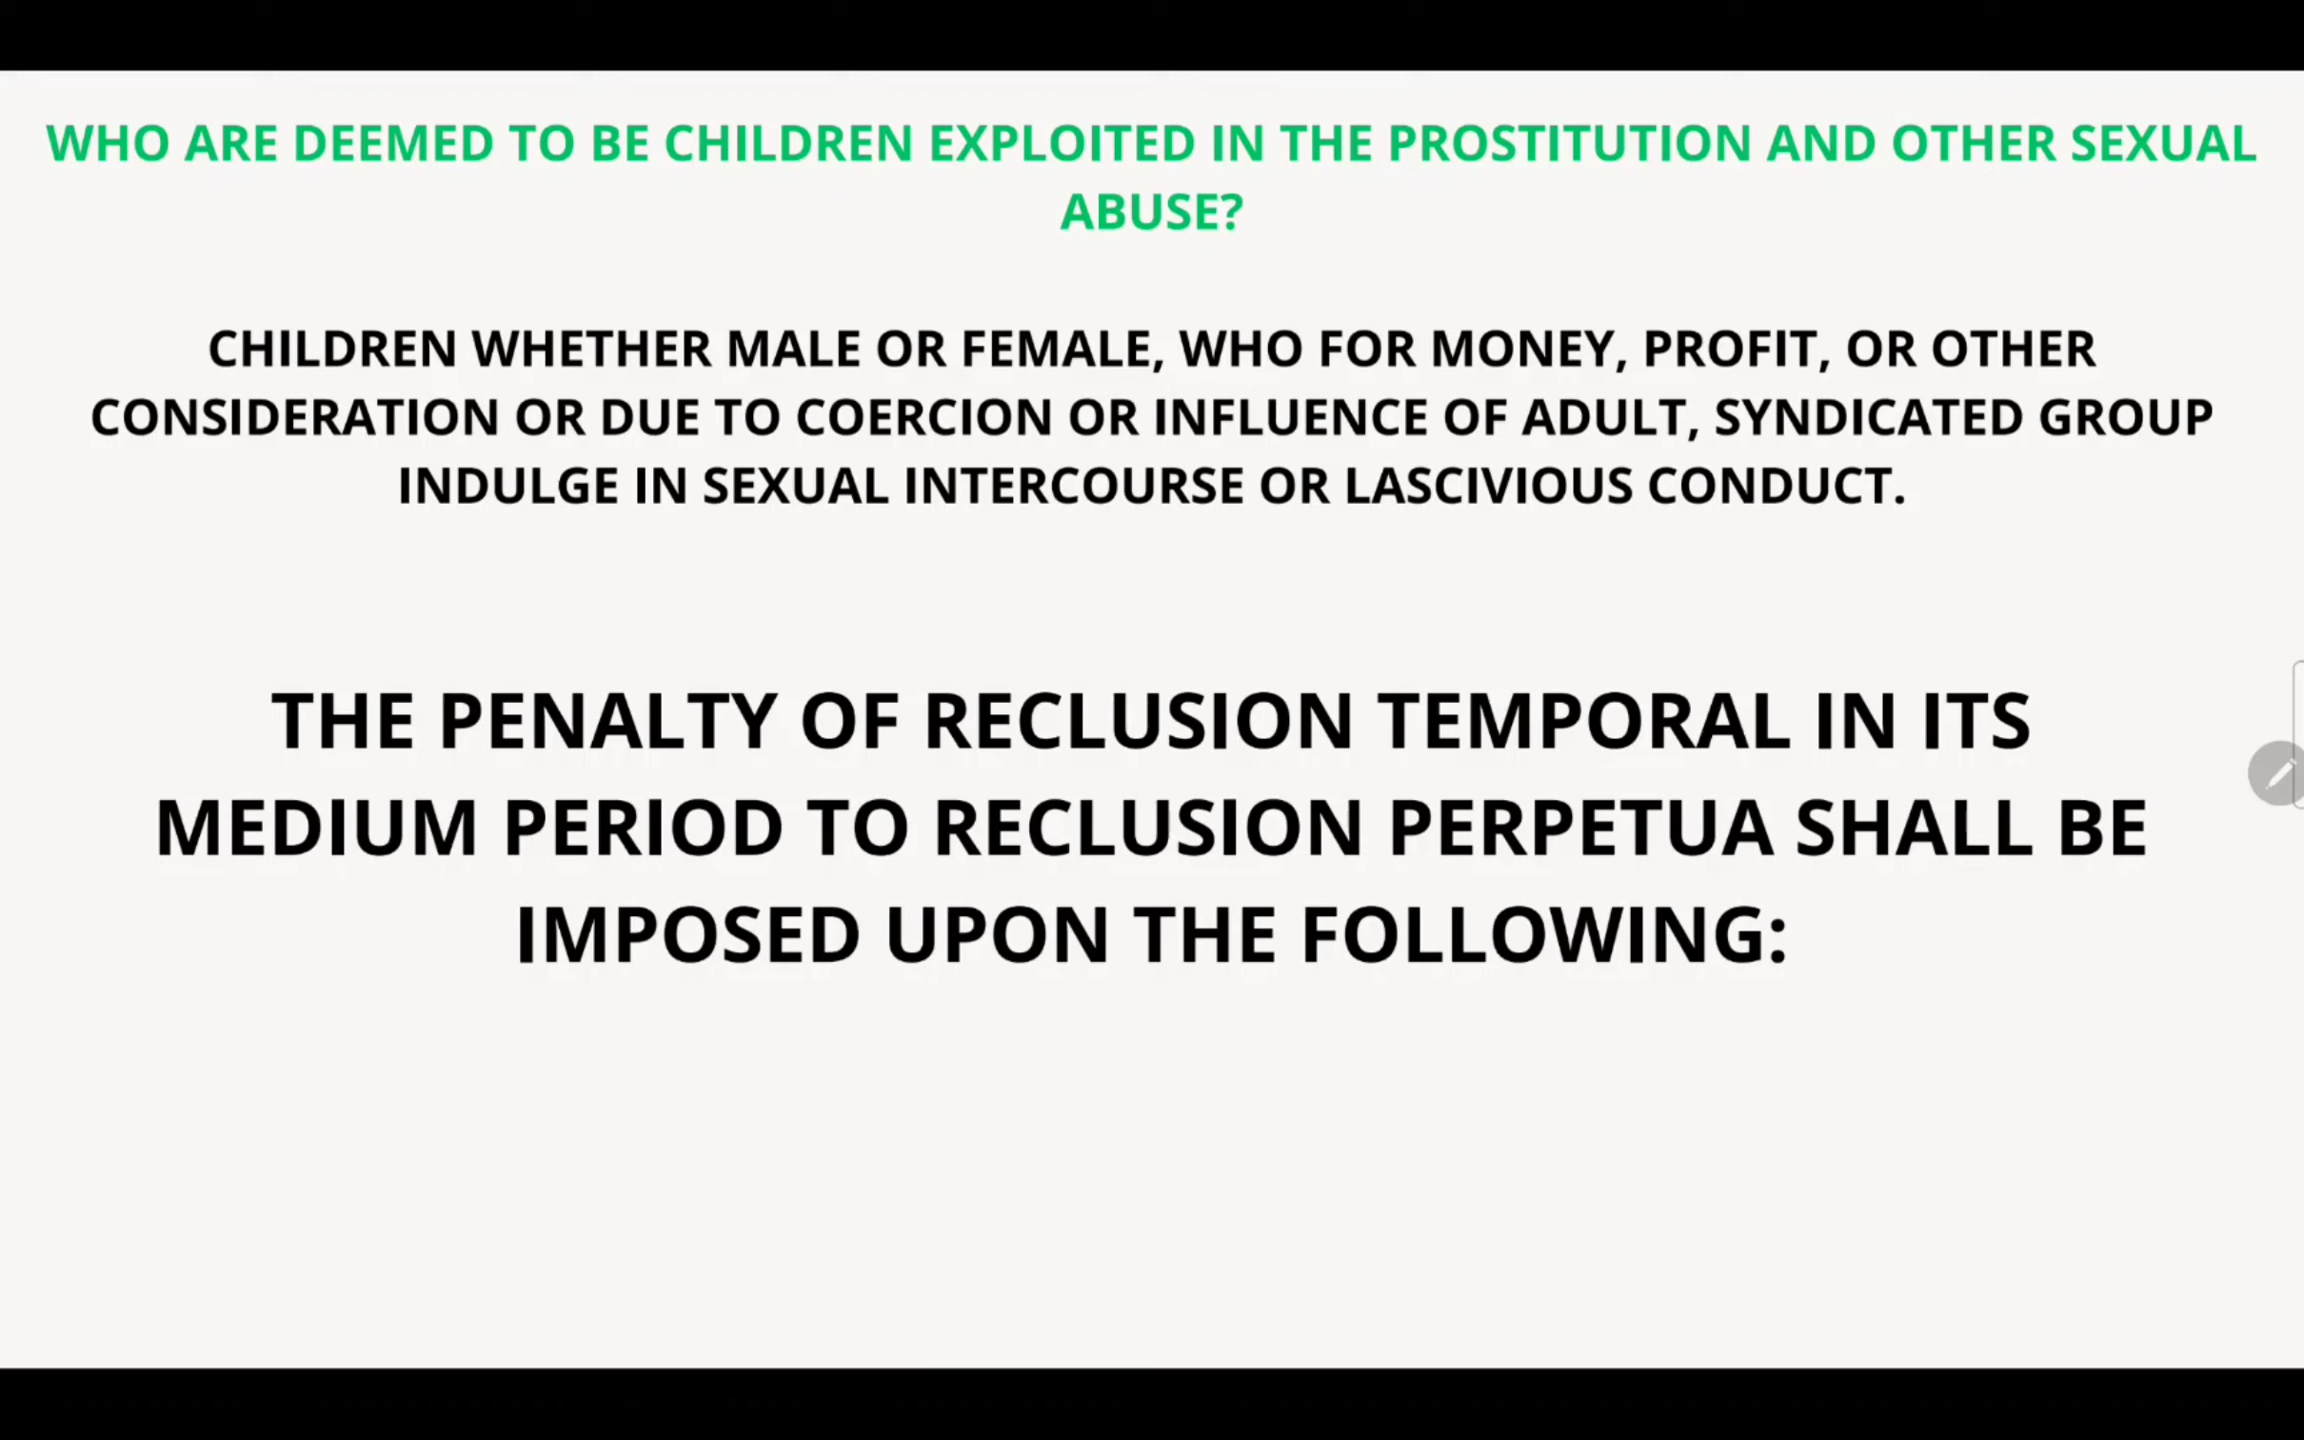 WHO ARE DEEMED TO BE CHILDREN EXPLOITED IN THE PROSTITUTION AND OTHER SEXUAL
ABUSE?
CHILDREN WHETHER MALE OR FEMALE, WHO FOR MONEY, PROFIT, OR OTHER
CONSIDERATION OR DUE TO COERCION OR INFLUENCE OF ADULT, SYNDICATED GROUP
INDULGE IN SEXUAL INTERCOURSE OR LASCIVIOUS CONDUCT.
THE PENALTY OF RECLUSION TEMPORAL IN ITS
MEDIUM PERIOD TO RECLUSION PERPETUA SHALL BE
IMPOSED UPON THE FOLLOWING: